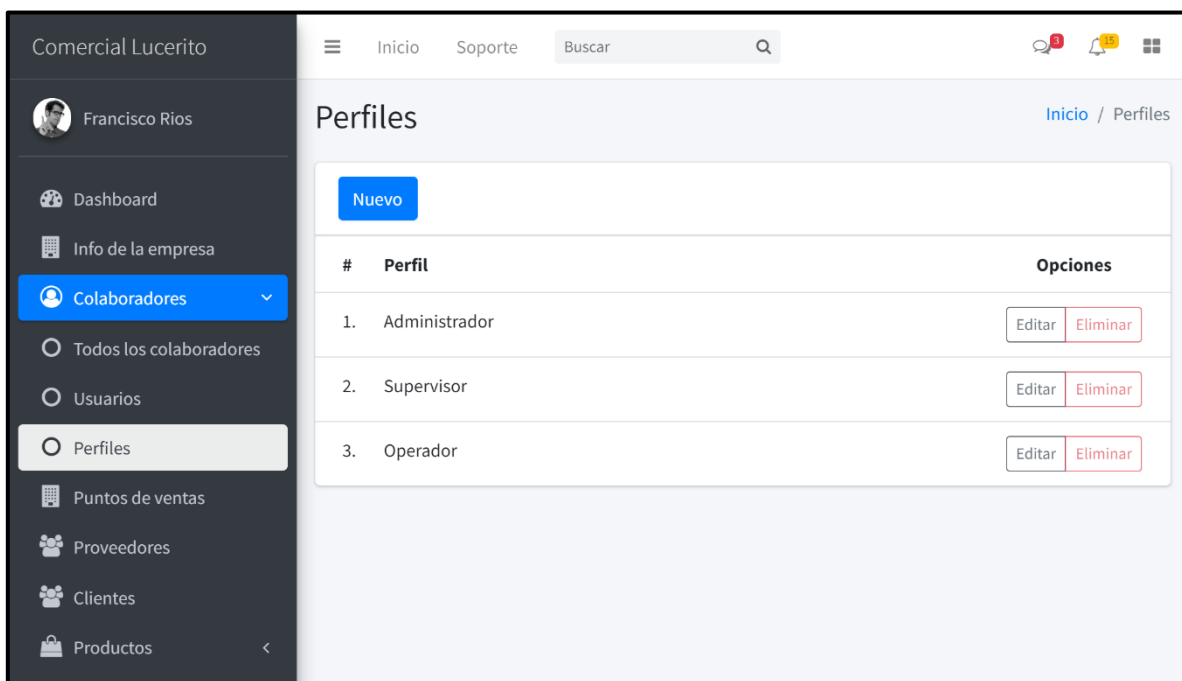 Comercial Lucerito
Inicio Soporte Buscar 3 15
Francisco Rios
Perfiles
Inicio / Perfiles
Dashboard
Info de la empresa
Colaboradores
Todos los colaboradores
Usuarios
Perfiles
Puntos de ventas
Proveedores
Clientes
Productos
Nuevo
# Perfil Opciones
1. Administrador Editar Eliminar
2. Supervisor Editar Eliminar
3. Operador Editar Eliminar